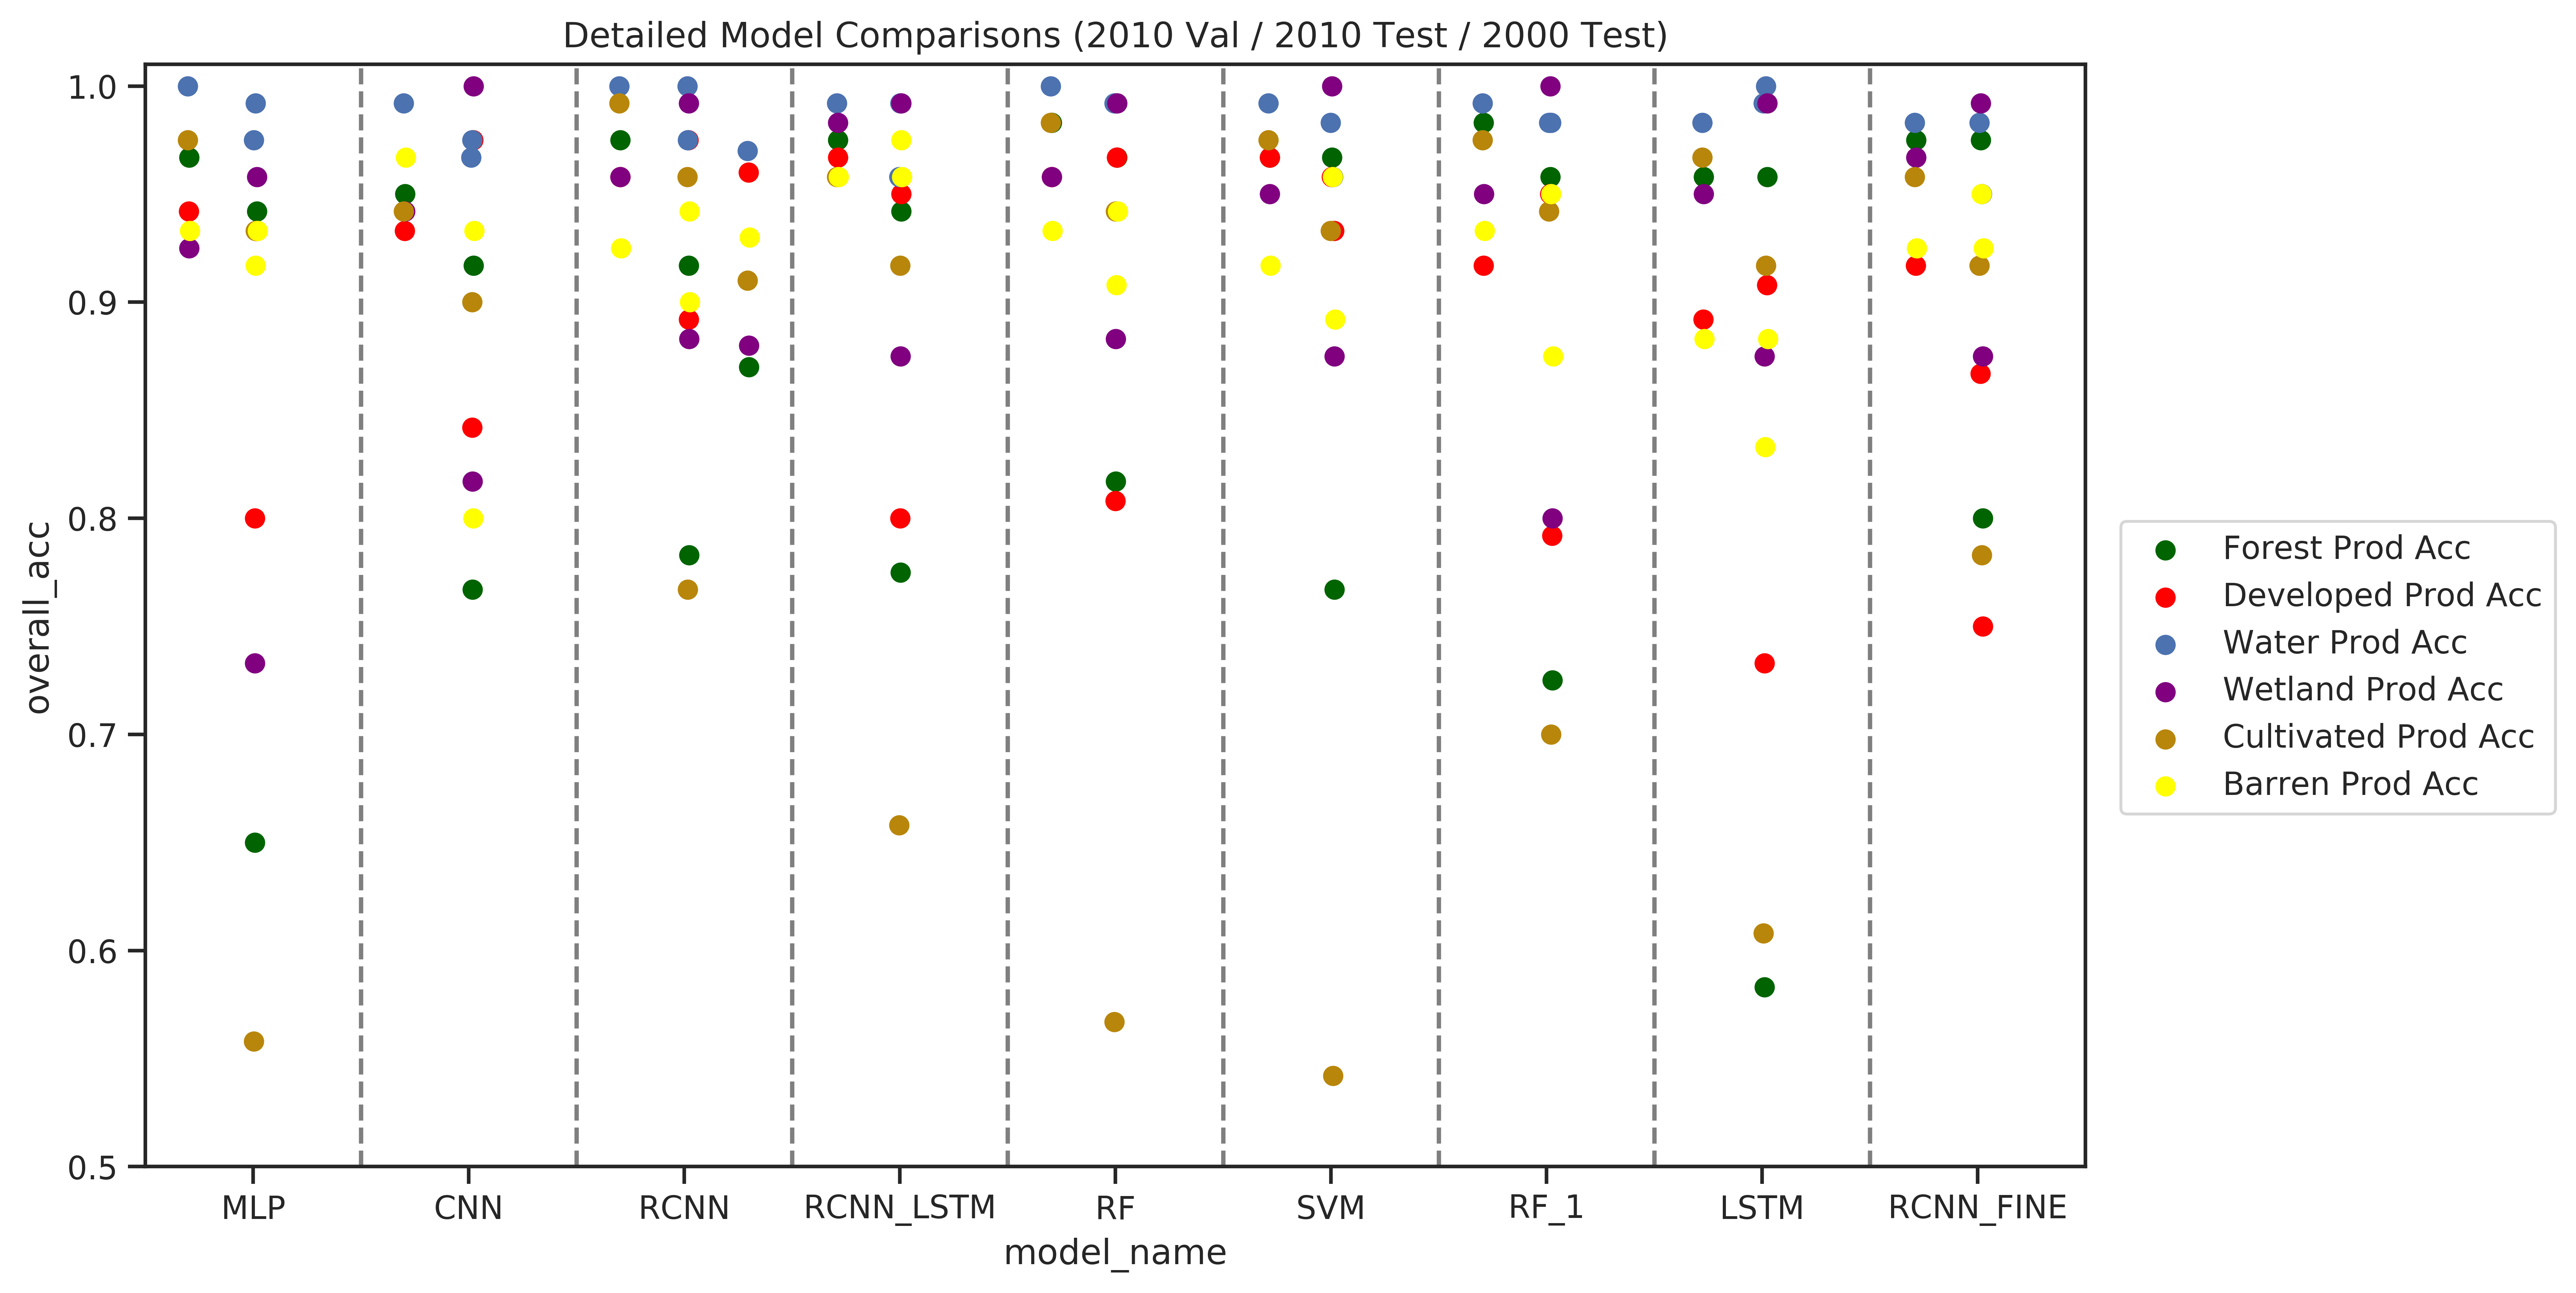 Detailed Model Comparisons (2010 Val / 2010 Test / 2000 Test)
1.0
0.9
0.8
0.7
0.6
0.5
overall_acc
MLP CNN RCNN RCNN_LSTM RF SVM RF_1 LSTM RCNN_FINE
model_name
Forest Prod Acc
Developed Prod Acc
Water Prod Acc
Wetland Prod Acc
Cultivated Prod Acc
Barren Prod Acc